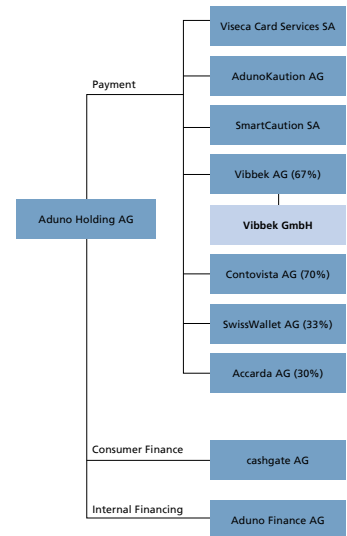 Viseca Card Services SA
Payment
AdunoKaution AG
SmartCaution SA
Vibbek AG (67%)
Aduno Holding AG
Vibbek GmbH
Contovista AG (70%)
SwissWallet AG (33%)
Accarda AG (30%)
Consumer Finance
cashgate AG
Internal Financing
Aduno Finance AG